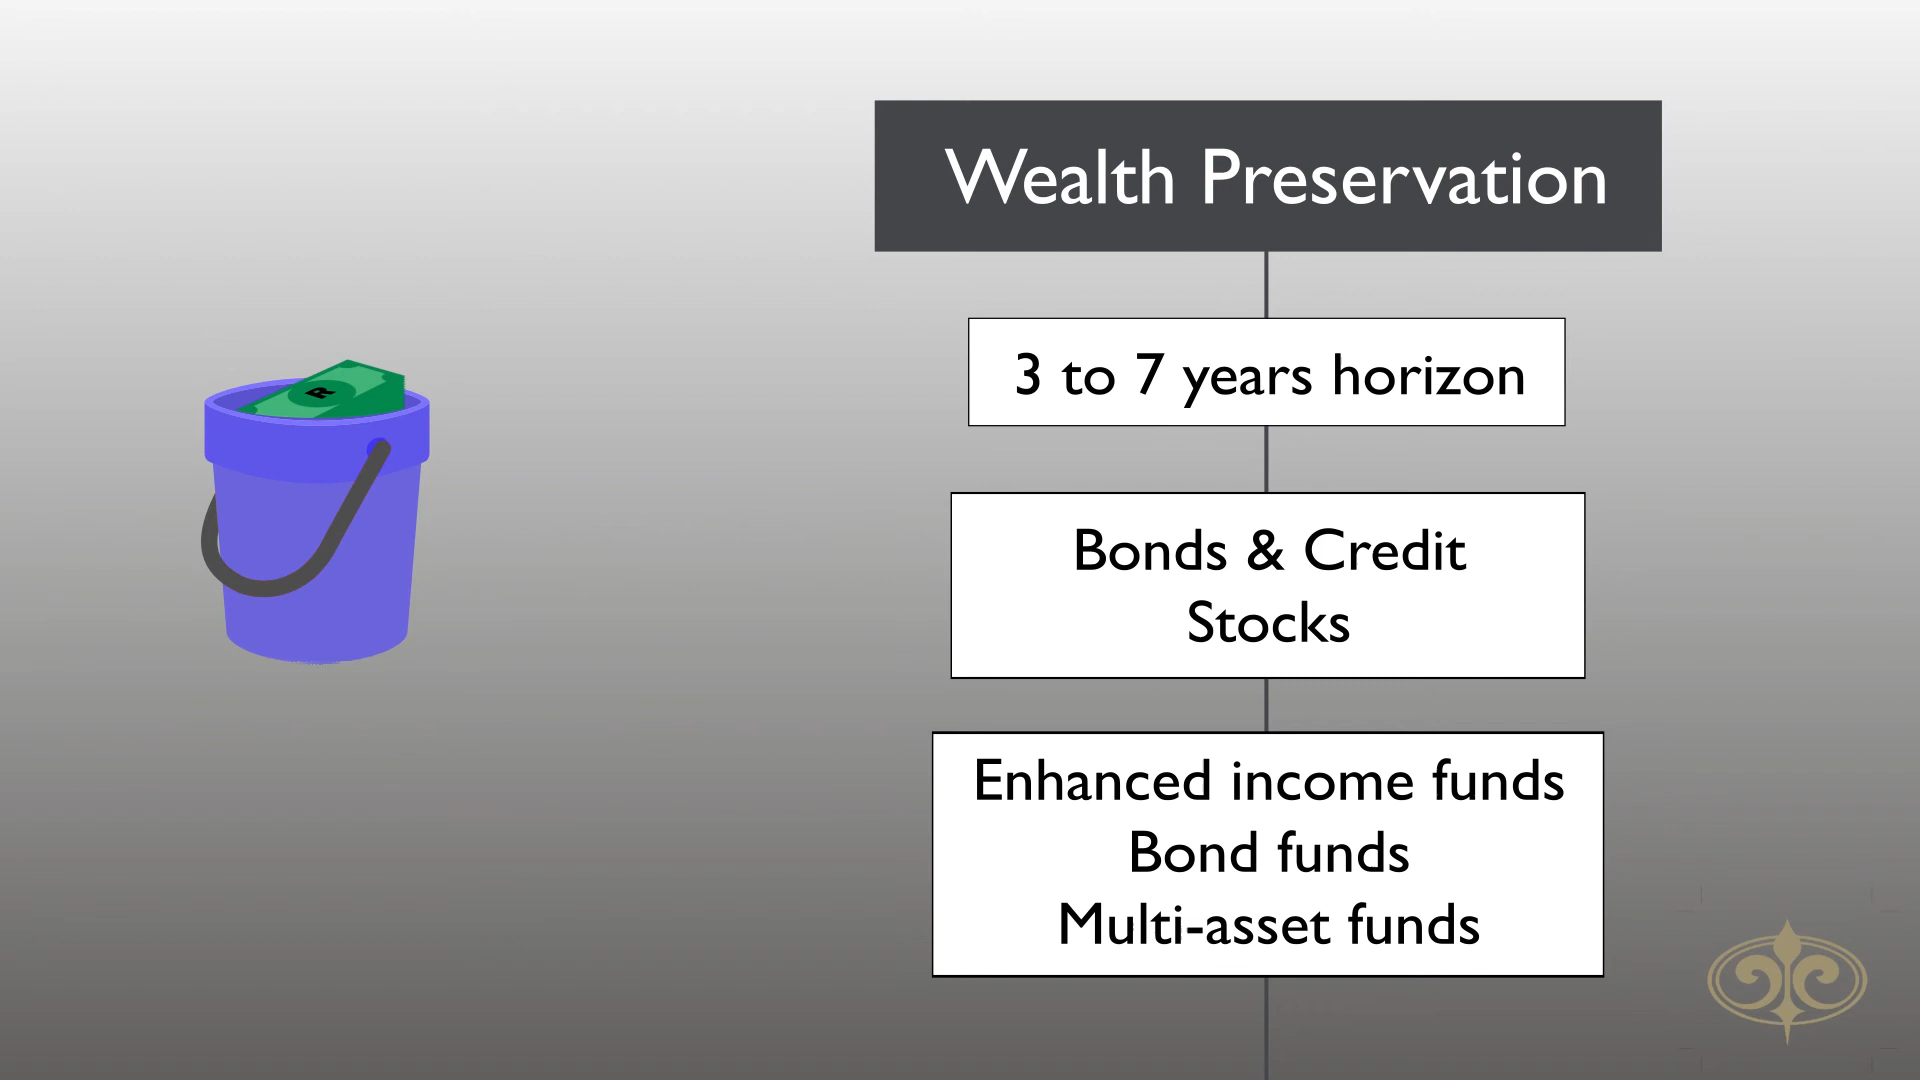 Wealth Preservation
3 to 7 years horizon
Bonds & Credit
Stocks
Enhanced income funds
Bond funds
Multi-asset funds
R